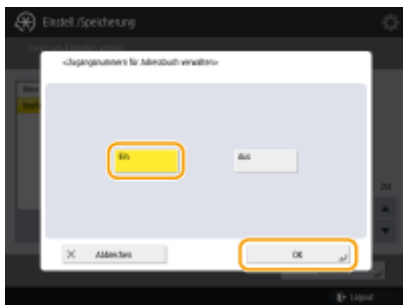 Einstell./Speicherung
<Zugangsnummern für Adressbuch verwalten>
Ein
Aus
Abbrechen
OK
Logout